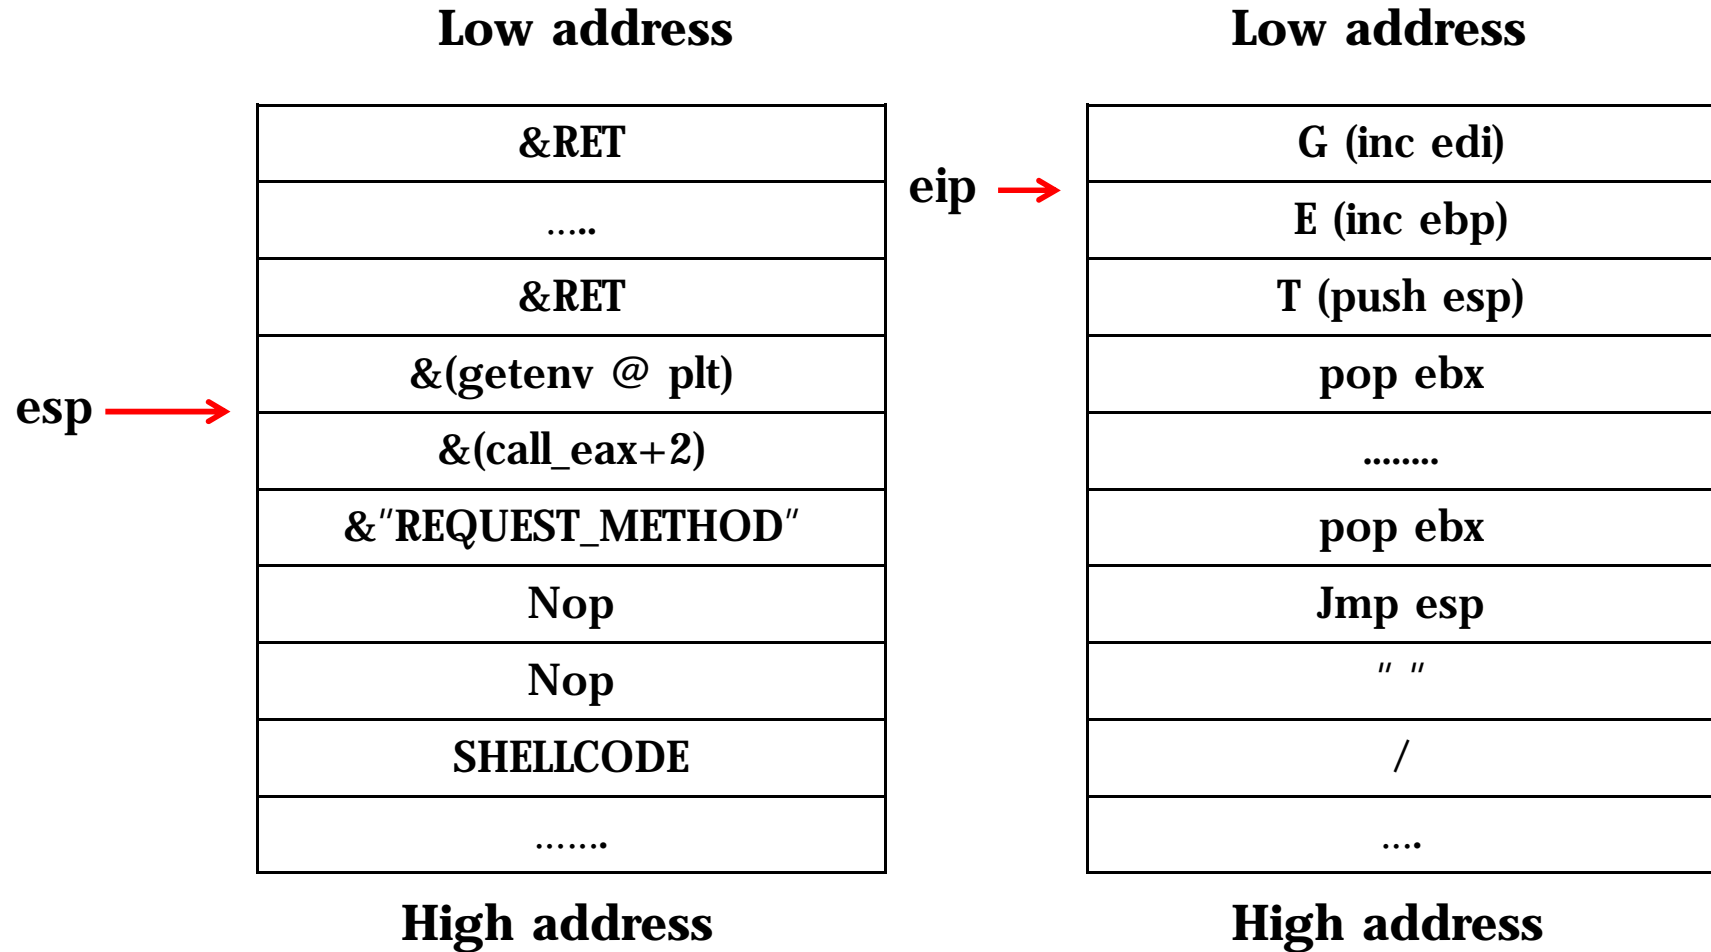 Low address
&RET
.....
&RET
&(getenv @ plt)
esp
&(call_eax+2)
&"REQUEST_METHOD"
Nop
Nop
SHELLCODE
.......
High address
Low address
G (inc edi)
eip
E (inc ebp)
T (push esp)
pop ebx
........
pop ebx
Jmp esp
" "
/
....
High address